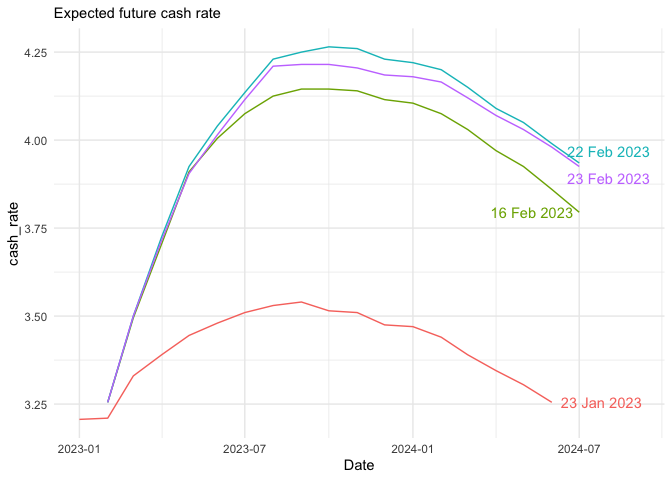 Expected future cash rate
4.25
4.00
3.75
3.50
3.25
cash_rate
22 Feb 2023
23 Feb 2023
16 Feb 2023
23 Jan 2023
2023-01
2023-07
2024-01
2024-07
Date